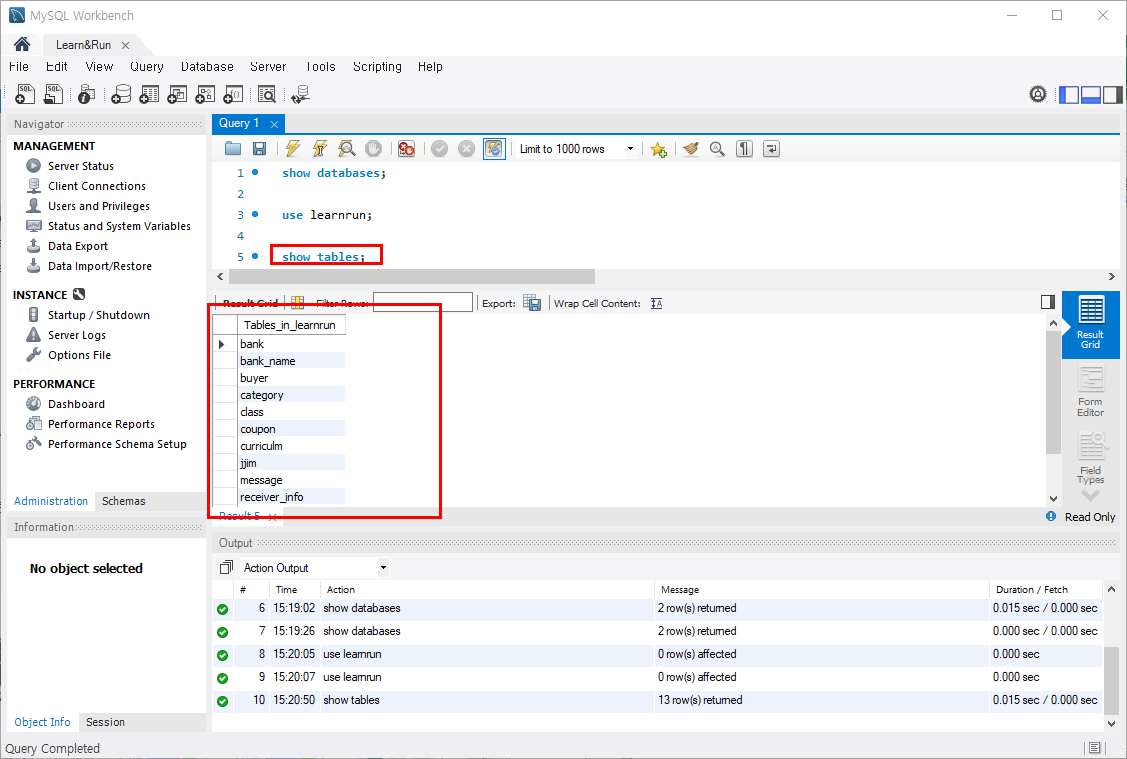 MySQL Workbench
Learn&Run
File Edit View Query Database Server Tools Scripting Help
Navigator
MANAGEMENT
Server Status
Client Connections
Users and Privileges
Status and System Variables
Data Export
Data Import/Restore
INSTANCE
Startup / Shutdown
Server Logs
Options File
PERFORMANCE
Dashboard
Performance Reports
Performance Schema Setup
Administration Schemas
Information
No object selected
Object Info Session
Query 1
Limit to 1000 rows
1 show databases;
2
3 use learnrun;
4
5 show tables;
Result Grid Filter Rows: Export: Wrap Cell Content:
Tables_in_learnrun
bank
bank_name
buyer
category
class
coupon
curriculm
jjim
message
receiver_info
Result 5
Result Grid
Form Editor
Field Types
Read Only
Output
Action Output
# Time Action Message Duration / Fetch
6 15:19:02 show databases 2 row(s) returned 0.015 sec / 0.000 sec
7 15:19:26 show databases 2 row(s) returned 0.000 sec / 0.000 sec
8 15:20:05 use learnrun 0 row(s) affected 0.000 sec
9 15:20:07 use learnrun 0 row(s) affected 0.000 sec
10 15:20:50 show tables 13 row(s) returned 0.015 sec / 0.000 sec
Query Completed